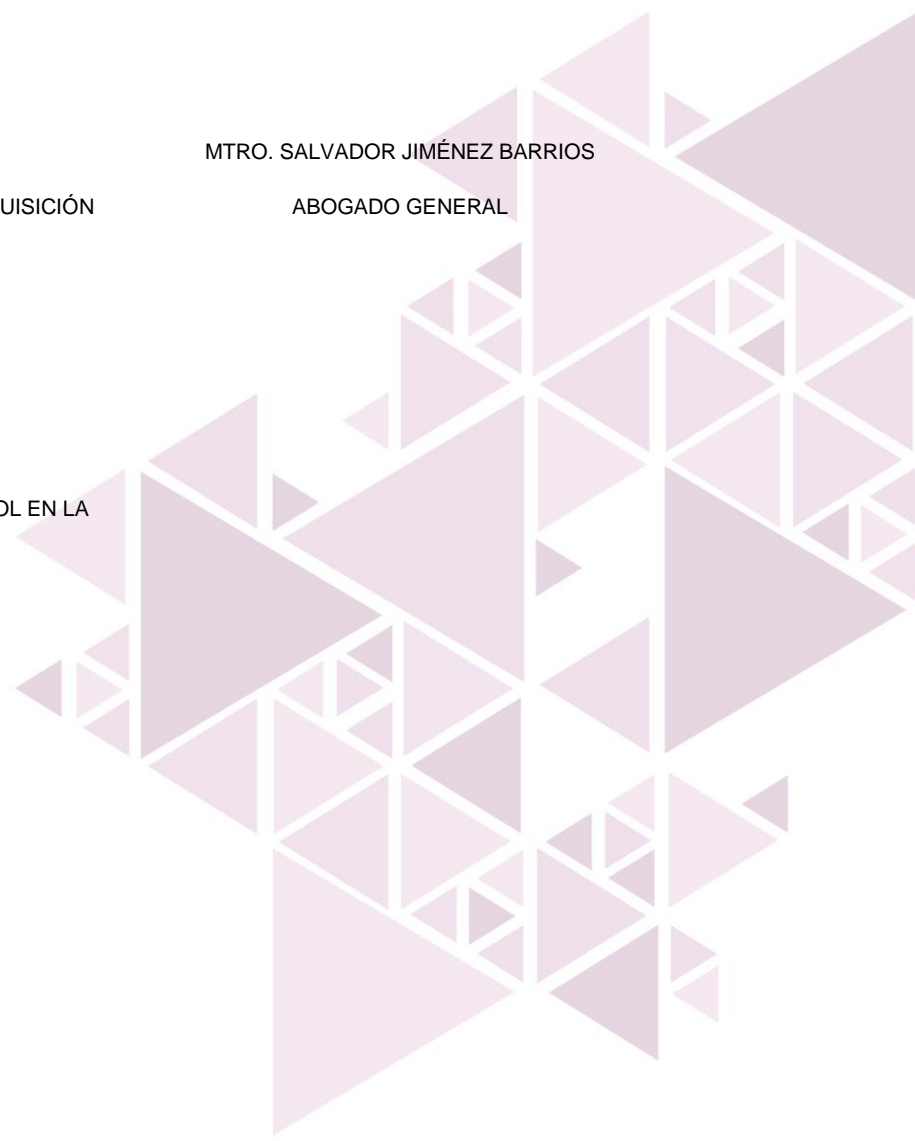 MTRO. SALVADOR JIMÉNEZ BARRIOS
UISICIÓN ABOGADO GENERAL
OL EN LA